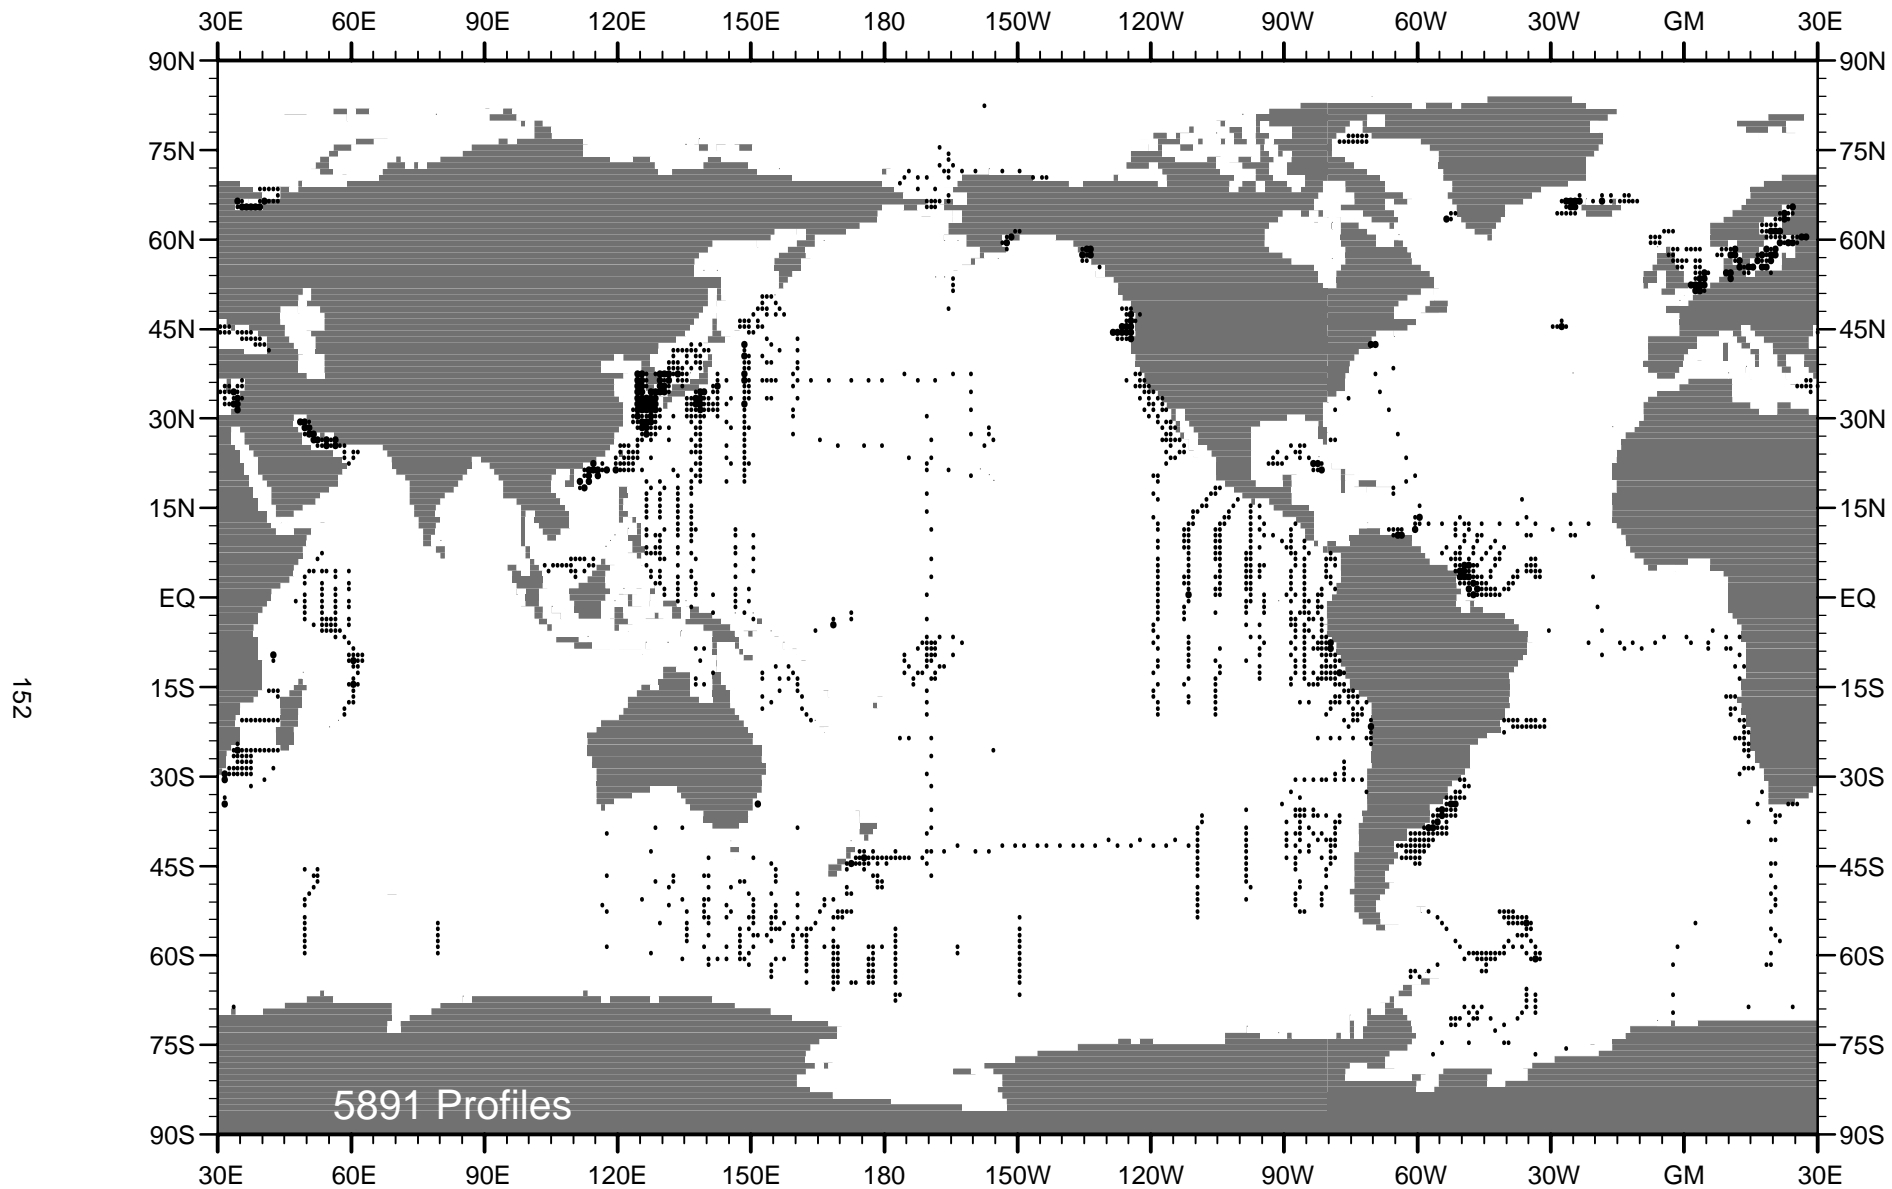 30E 60E 90E 120E 150E 180 150W 120W 90W 60W 30W GM 30E
90N 90N
75N 75N
60N 60N
45N 45N
30N 30N
15N 15N
EQ EQ
15S 15S
152
30S 30S
45S 45S
60S 60S
75S 75S
5891 Profiles
90S 90S
30E 60E 90E 120E 150E 180 150W 120W 90W 60W 30W GM 30E